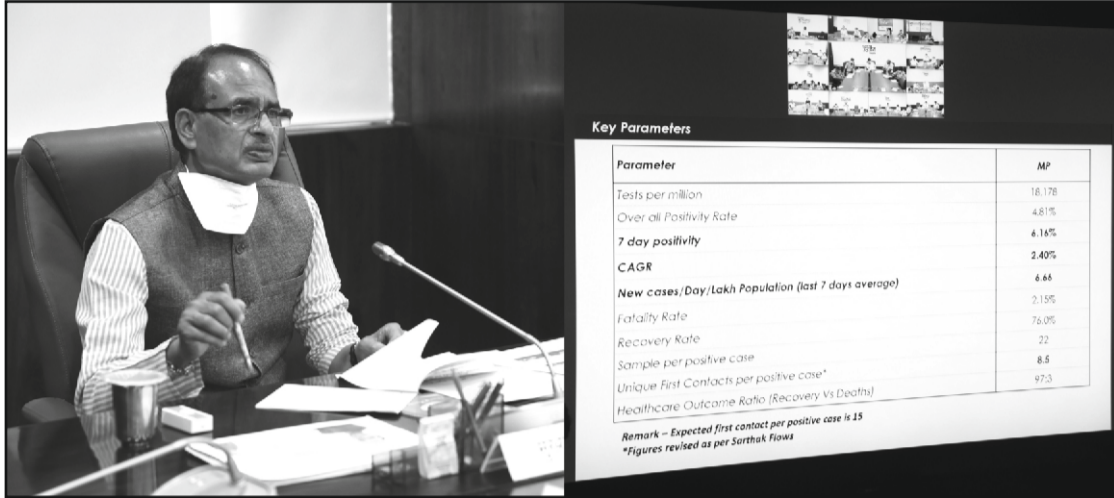 Key Parameters
Parameter MP
Tests per million 18,178
Over all Positivity Rate 4.81%
7 day positivity 6.16%
CAGR 2.40%
New cases/Day/Lakh Population (last 7 days average) 6.66
Fatality Rate 2.15%
Recovery Rate 76.0%
Sample per positive case 22
Unique First Contacts per positive case* 8.5
Healthcare Outcome Ratio (Recovery Vs Deaths) 97:3
Remark – Expected first contact per positive case is 15
*Figures revised as per Sarthak Flows